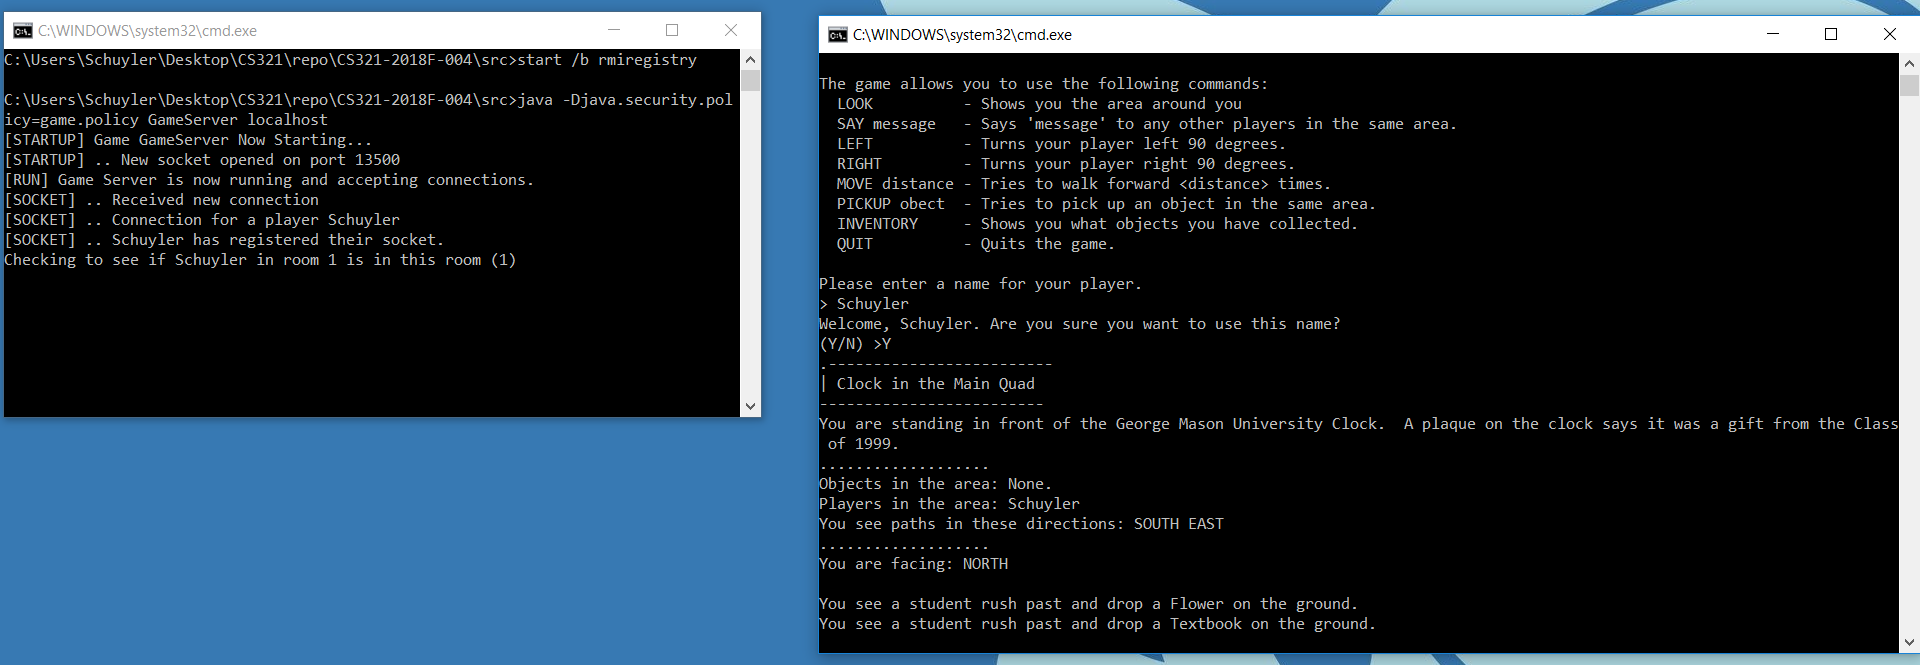 C:\WINDOWS\system32\cmd.exe
C:\Users\Schuyler\Desktop\CS321\repo\CS321-2018F-004\src>start /b rmiregistry
C:\Users\Schuyler\Desktop\CS321\repo\CS321-2018F-004\src>java -Djava.security.pol
icy=game.policy GameServer localhost
[STARTUP] Game GameServer Now Starting...
[STARTUP] .. New socket opened on port 13500
[RUN] Game Server is now running and accepting connections.
[SOCKET] .. Received new connection
[SOCKET] .. Connection for a player Schuyler
[SOCKET] .. Schuyler has registered their socket.
Checking to see if Schuyler in room 1 is in this room (1)
C:\WINDOWS\system32\cmd.exe
The game allows you to use the following commands:
  LOOK          - Shows you the area around you
  SAY message   - Says 'message' to any other players in the same area.
  LEFT          - Turns your player left 90 degrees.
  RIGHT         - Turns your player right 90 degrees.
  MOVE distance - Tries to walk forward <distance> times.
  PICKUP obect  - Tries to pick up an object in the same area.
  INVENTORY     - Shows you what objects you have collected.
  QUIT          - Quits the game.
Please enter a name for your player.
> Schuyler
Welcome, Schuyler. Are you sure you want to use this name?
(Y/N) >Y
.-------------------------
| Clock in the Main Quad
-------------------------
You are standing in front of the George Mason University Clock.  A plaque on the clock says it was a gift from the Class
 of 1999.
...................
Objects in the area: None.
Players in the area: Schuyler
You see paths in these directions: SOUTH EAST
...................
You are facing: NORTH
You see a student rush past and drop a Flower on the ground.
You see a student rush past and drop a Textbook on the ground.